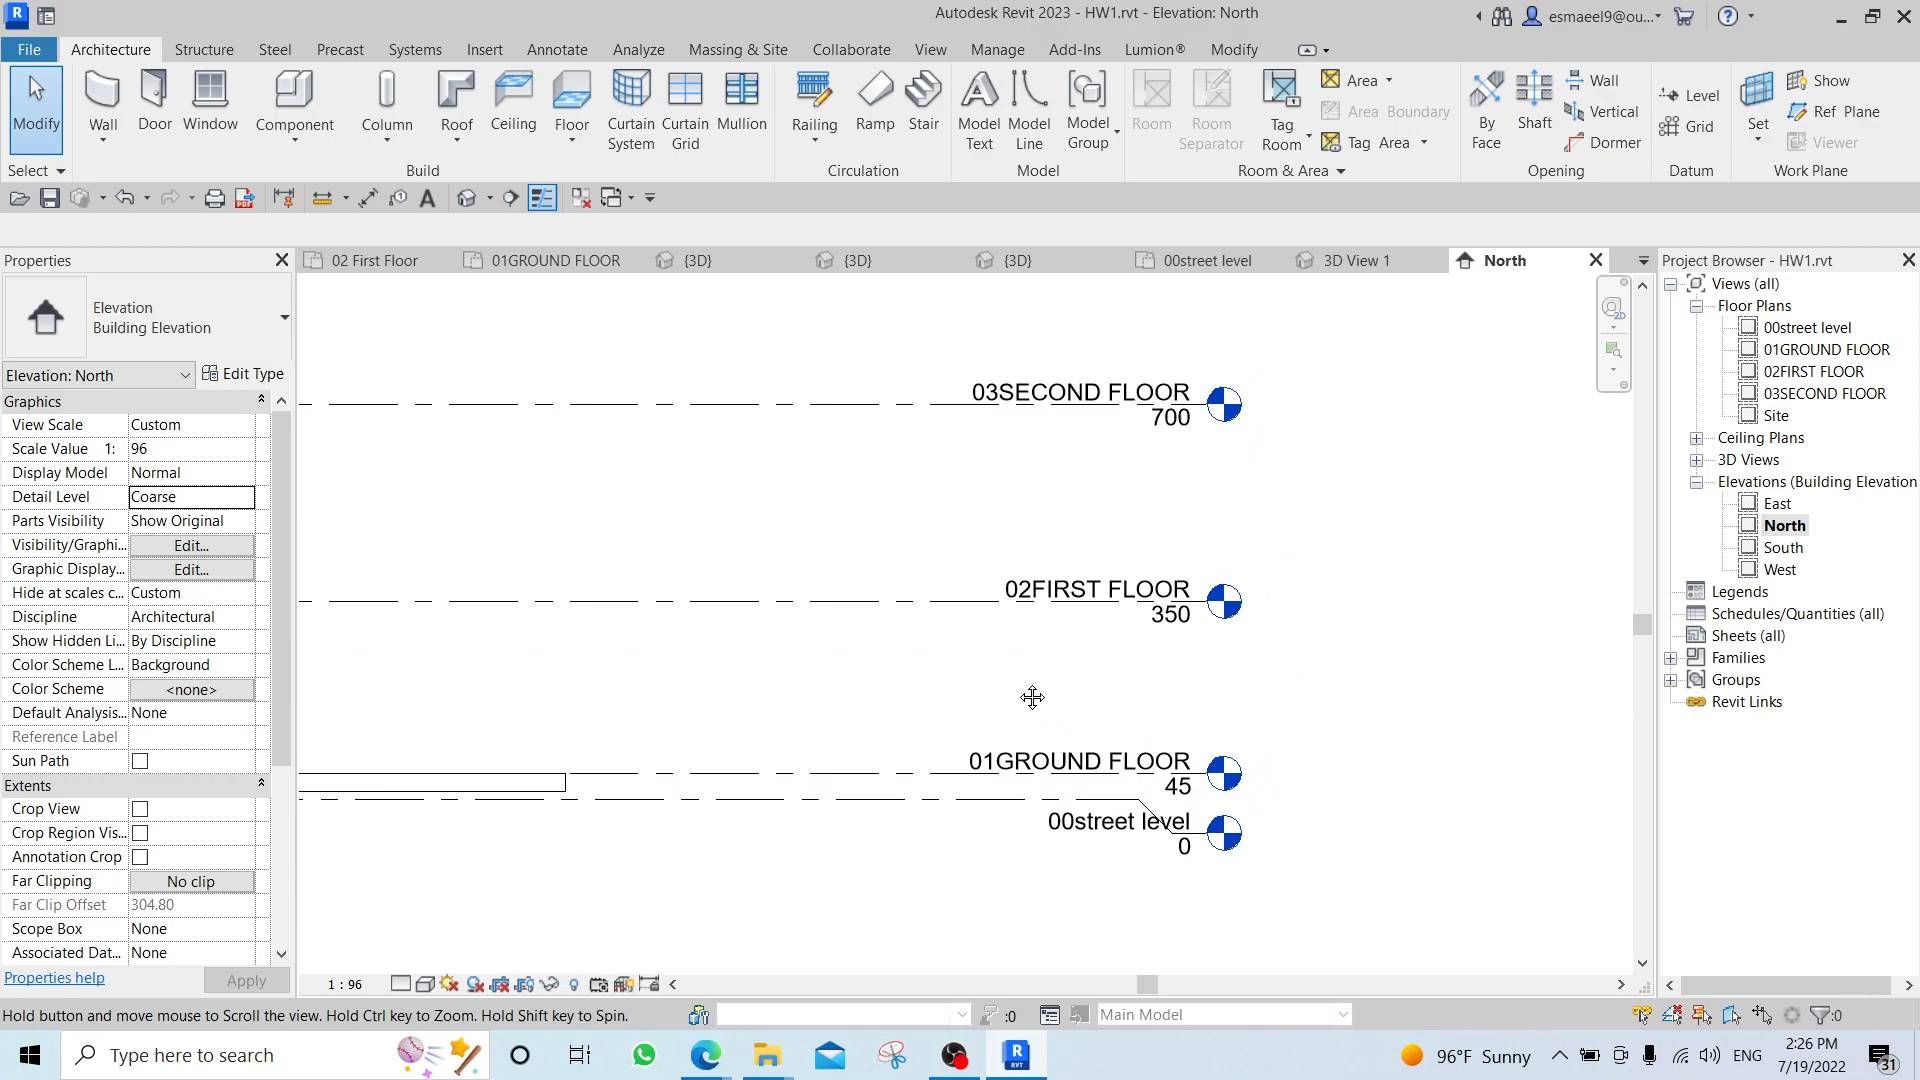 Autodesk Revit 2023 - HW1.rvt - Elevation: North
esmaeel9@ou...
File Architecture Structure Steel Precast Systems Insert Annotate Analyze Massing & Site Collaborate View Manage Add-Ins Lumion® Modify
Modify
Wall
Door
Window
Component
Column
Roof
Ceiling
Floor
Curtain System
Curtain Grid
Mullion
Railing
Ramp
Stair
Model Text
Model Line
Model Group
Room
Room Separator
Tag Room
Area
Area Boundary
Tag Area
By Face
Shaft
Wall
Vertical
Dormer
Level
Grid
Set
Show
Ref Plane
Viewer
Select
Build
Circulation
Model
Room & Area
Opening
Datum
Work Plane
Properties
02 First Floor
01GROUND FLOOR
{3D}
{3D}
{3D}
00street level
3D View 1
North
Elevation
Building Elevation
Elevation: North
Edit Type
Graphics
View Scale Custom
Scale Value 1: 96
Display Model Normal
Detail Level Coarse
Parts Visibility Show Original
Visibility/Graphi... Edit...
Graphic Display... Edit...
Hide at scales c... Custom
Discipline Architectural
Show Hidden Li... By Discipline
Color Scheme L... Background
Color Scheme <none>
Default Analysis... None
Reference Label
Sun Path
Extents
Crop View
Crop Region Vis...
Annotation Crop
Far Clipping No clip
Far Clip Offset 304.80
Scope Box None
Associated Dat... None
Properties help
Apply
03SECOND FLOOR
700
02FIRST FLOOR
350
01GROUND FLOOR
45
00street level
0
1 : 96
Project Browser - HW1.rvt
Views (all)
Floor Plans
00street level
01GROUND FLOOR
02FIRST FLOOR
03SECOND FLOOR
Site
Ceiling Plans
3D Views
Elevations (Building Elevation
East
North
South
West
Legends
Schedules/Quantities (all)
Sheets (all)
Families
Groups
Revit Links
Hold button and move mouse to Scroll the view. Hold Ctrl key to Zoom. Hold Shift key to Spin.
:0
Main Model
:0
Type here to search
96°F Sunny
ENG
2:26 PM
7/19/2022
31